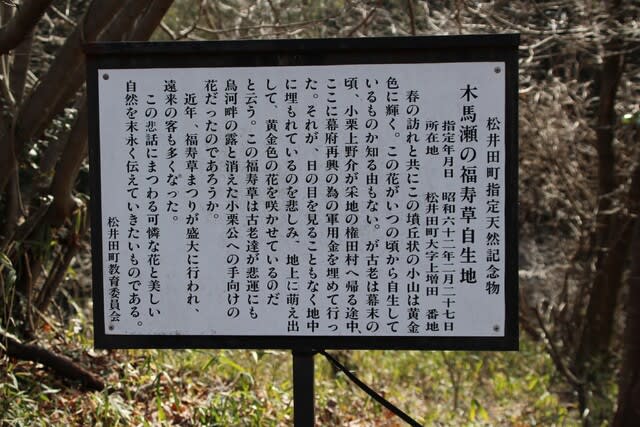 松井田町指定天然記念物
木馬瀬の福寿草自生地
指定年月日 昭和六十二年二月二十七日
所在地 松井田町大字上増田 番地
春の訪れと共にこの墳丘状の小山は黄金
色に輝く。この花がいつの頃から自生して
いるものか知る由もない。が古老は幕末の
頃、小栗上野介が采地の権田村へ帰る途中、
ここに幕府再興の為の軍用金を埋めて行っ
た。それが、日の目を見ることもなく地中
に埋もれているのを悲しみ、地上に萌え出
して、黄金色の花を咲かせているのだ
と云う。この福寿草は古老達が悲運にも
烏河畔の露と消えた小栗公への手向けの
花だったのであろうか。
近年、福寿草まつりが盛大に行われ、
遠来の客も多くなった。
この悲話にまつわる可憐な花と美しい
自然を末永く伝えていきたいものである。
松井田町教育委員会